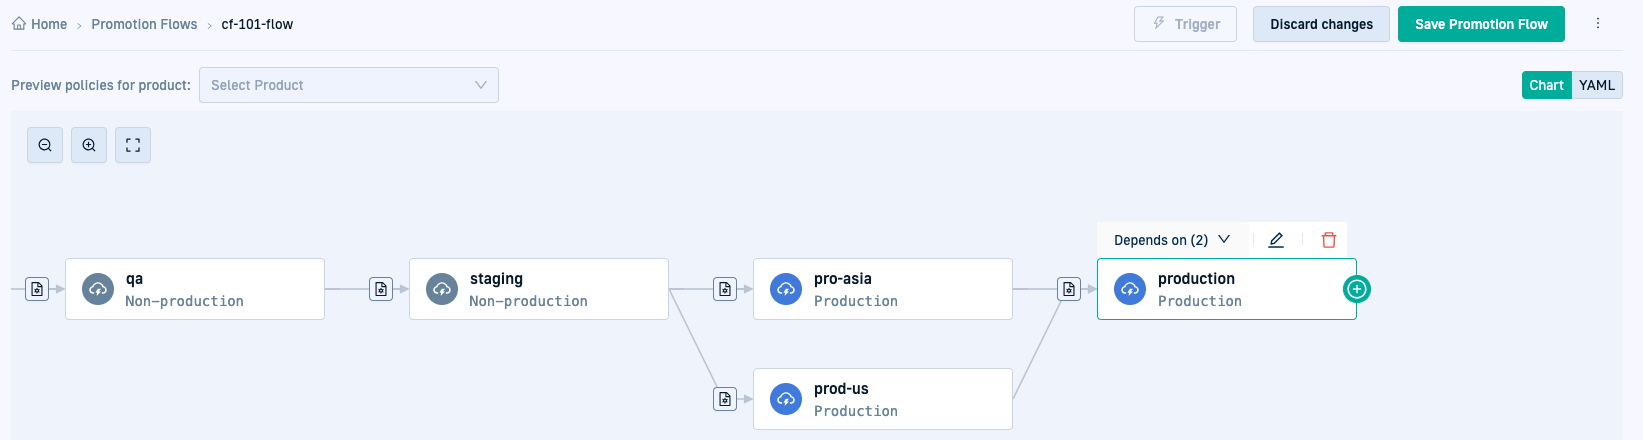 Home > Promotion Flows > cf-101-flow
Trigger
Discard changes
Save Promotion Flow
Preview policies for product:
Select Product
Chart
YAML
Depends on (2)
qa
Non-production
staging
Non-production
pro-asia
Production
production
Production
prod-us
Production